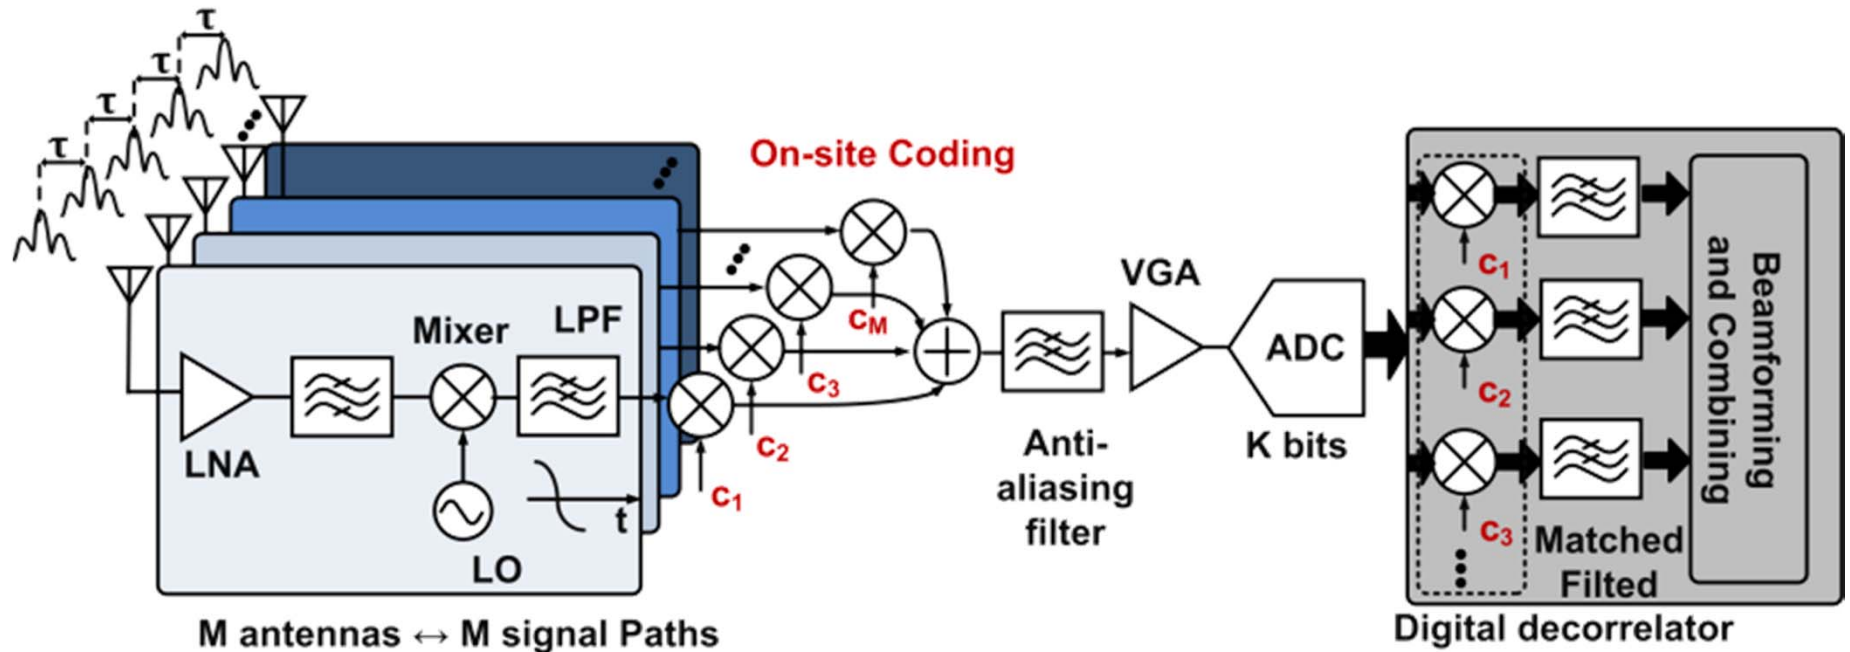 τ
τ
τ
τ
On-site Coding
Mixer
LPF
LNA
LO
t
c1
c2
c3
cM
VGA
ADC
K bits
Anti-
aliasing
filter
c1
c2
c3
Matched
Filted
Beamforming
and Combining
Digital decorrelator
M antennas ↔ M signal Paths